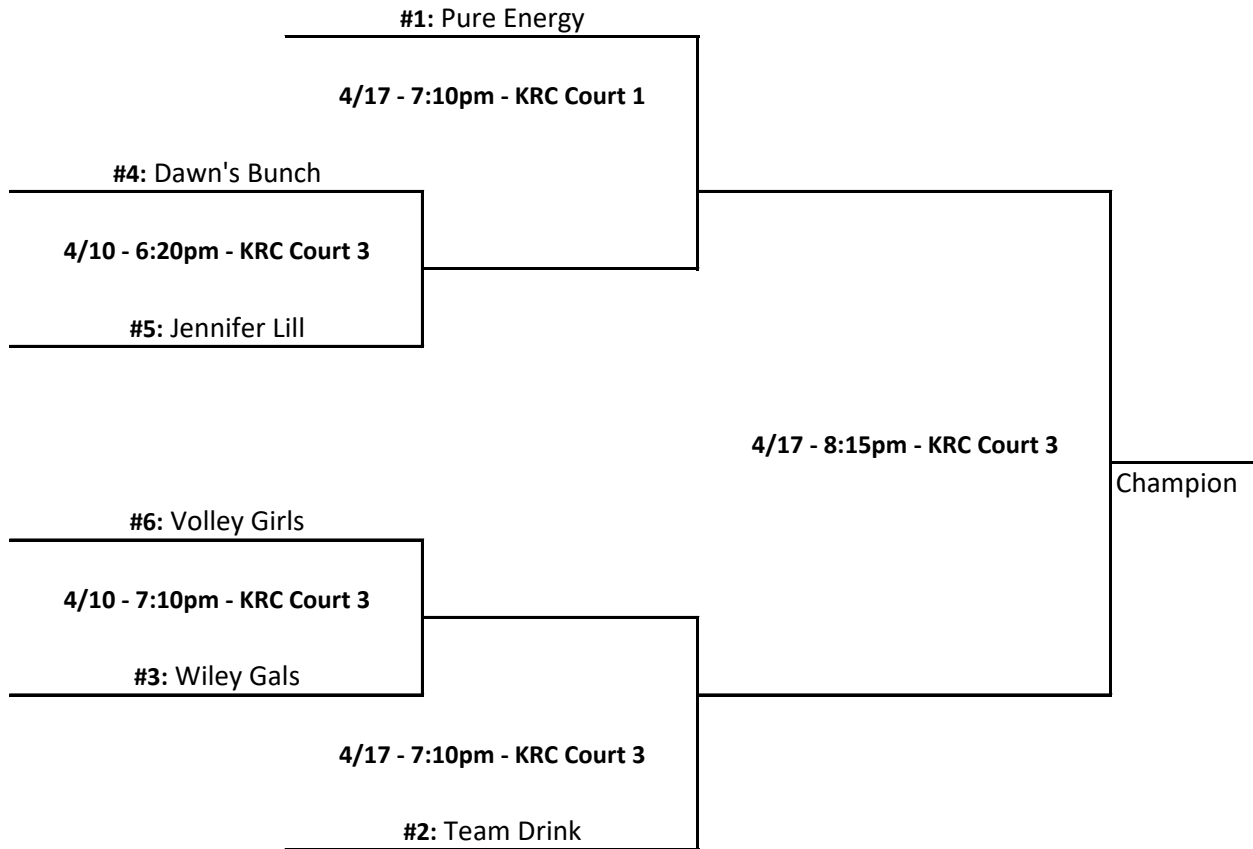 #1: Pure Energy
4/17 - 7:10pm - KRC Court 1
#4: Dawn's Bunch
4/10 - 6:20pm - KRC Court 3
#5: Jennifer Lill
4/17 - 8:15pm - KRC Court 3
Champion
#6: Volley Girls
4/10 - 7:10pm - KRC Court 3
#3: Wiley Gals
4/17 - 7:10pm - KRC Court 3
#2: Team Drink